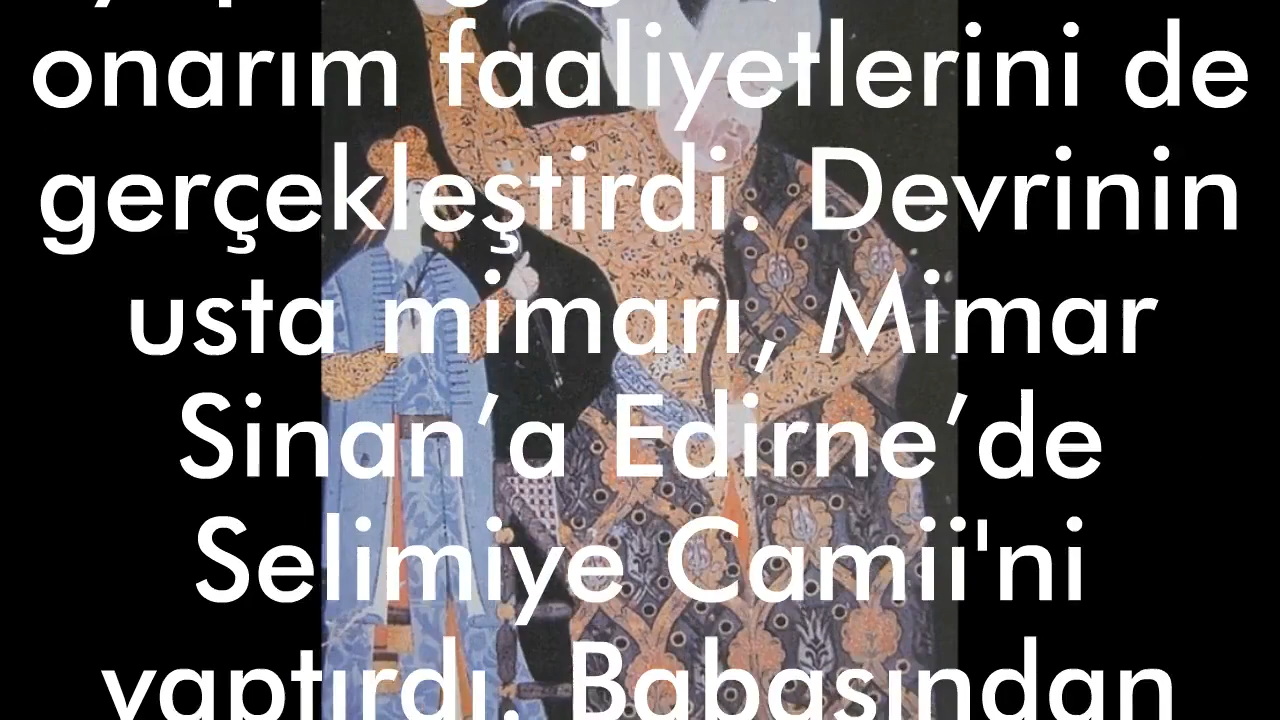 onarım faaliyetlerini de
gerçekleştirdi. Devrinin
usta mimarı, Mimar
Sinan’a Edirne’de
Selimiye Camii'ni
yaptırdı. Babasından